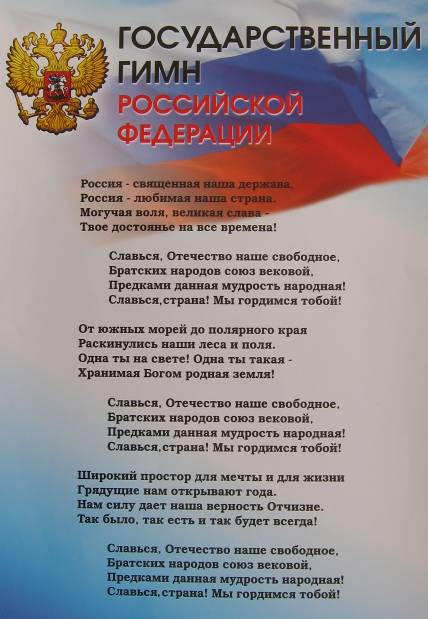 ГОСУДАРСТВЕННЫЙ
ГИМН
РОССИЙСКОЙ
ФЕДЕРАЦИИ
Россия - священная наша держава,
Россия - любимая наша страна.
Могучая воля, великая слава -
Твое достоянье на все времена!
Славься, Отечество наше свободное,
Братских народов союз вековой,
Предками данная мудрость народная!
Славься,страна! Мы гордимся тобой!
От южных морей до полярного края
Раскинулись наши леса и поля.
Одна ты на свете! Одна ты такая -
Хранимая Богом родная земля!
Славься, Отечество наше свободное,
Братских народов союз вековой,
Предками данная мудрость народная!
Славься,страна! Мы гордимся тобой!
Широкий простор для мечты и для жизни
Грядущие нам открывают года.
Нам силу дает наша верность Отчизне.
Так было, так есть и так будет всегда!
Славься, Отечество наше свободное,
Братских народов союз вековой,
Предками данная мудрость народная!
Славься,страна! Мы гордимся тобой!